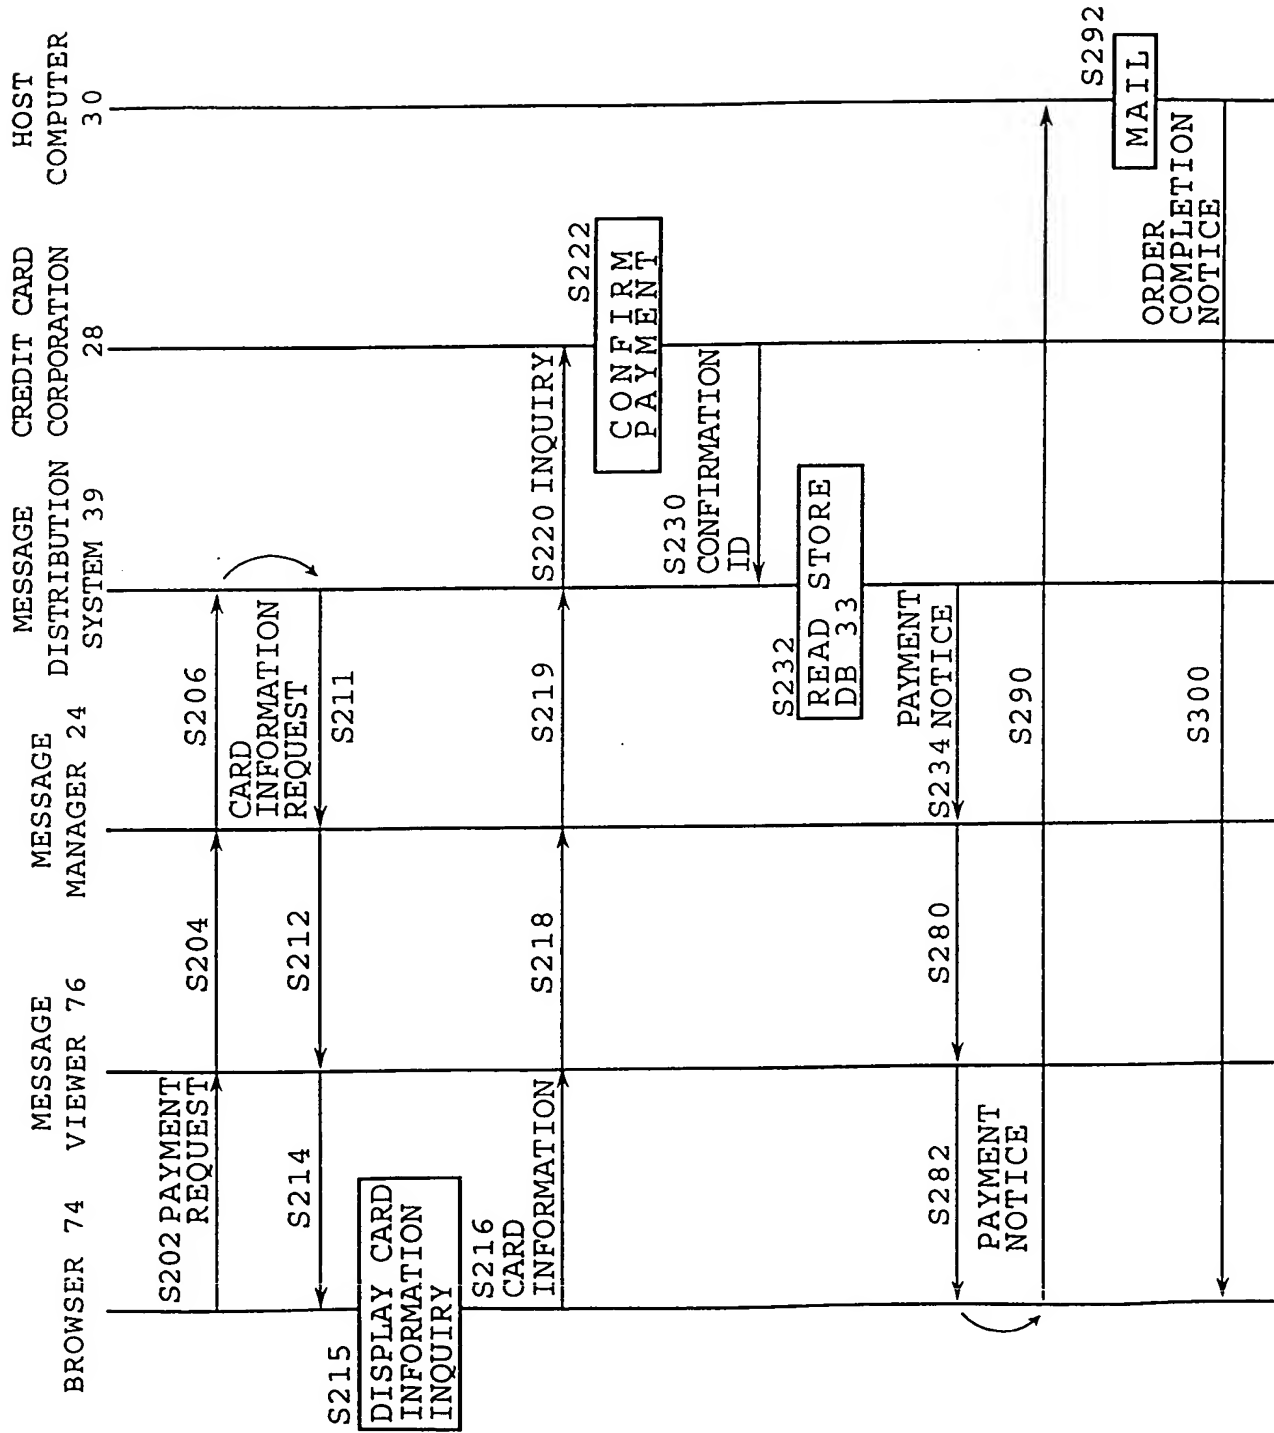 BROWSER 74
MESSAGE
VIEWER 76
MESSAGE
MANAGER 24
MESSAGE
DISTRIBUTION
SYSTEM 39
CREDIT CARD
CORPORATION
28
HOST
COMPUTER
30
S202 PAYMENT
REQUEST
S204
S206
CARD
INFORMATION
REQUEST
S211
S212
S214
S215
DISPLAY CARD
INFORMATION
INQUIRY
S216
CARD
INFORMATION
S218
S219
S220 INQUIRY
S222
CONFIRM
PAYMENT
S230
CONFIRMATION
ID
S232
READ STORE
DB 33
PAYMENT
S234 NOTICE
S280
S282
PAYMENT
NOTICE
S290
S292
MAIL
ORDER
COMPLETION
NOTICE
S300